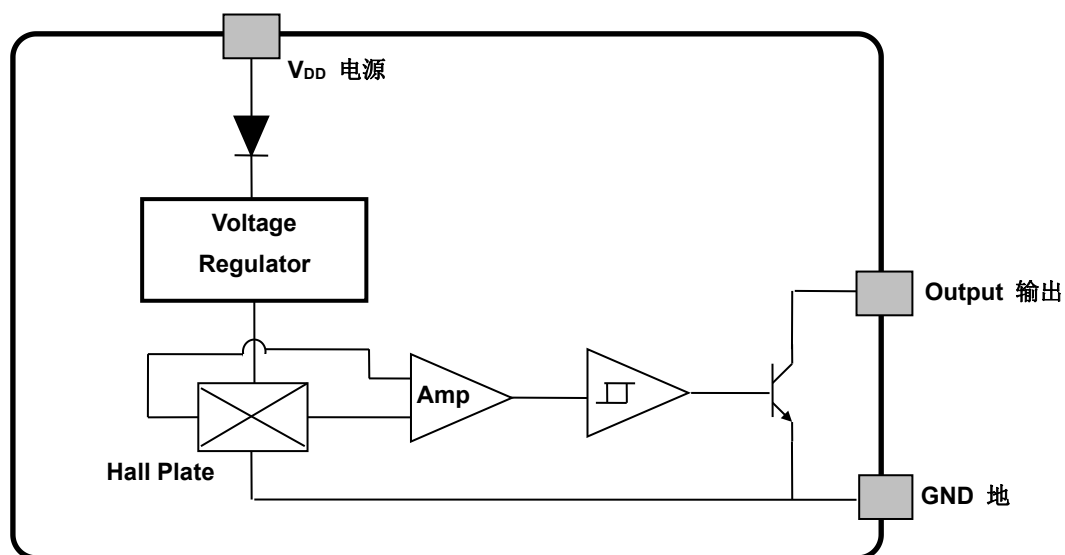 VDD 电源
Voltage
Regulator
Output 输出
Amp
Hall Plate
GND 地